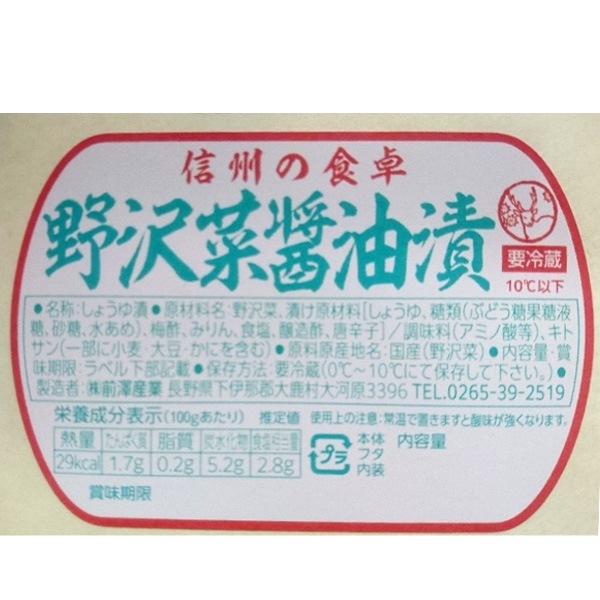 信州の食卓
野沢菜醤油漬
要冷蔵
10℃以下
●名称:しょうゆ漬●原材料名:野沢菜、漬け原材料[しょうゆ、糖類(ぶどう糖果糖液
糖、砂糖、水あめ)、梅酢、みりん、食塩、醸造酢、唐辛子]/調味料(アミノ酸等)、キト
サン(一部に小麦・大豆・かにを含む)●原料原産地名:国産(野沢菜)●内容量・賞
味期限:ラベル下部記載●保存方法:要冷蔵(0℃〜10℃にて保存して下さい。)●
製造者:㈱前澤産業 長野県下伊那郡大鹿村大河原3396 TEL.0265-39-2519
栄養成分表示(100gあたり) 推定値 使用上の注意:常温で置きますと酸味が強くなります。
熱量 たんぱく質 脂質 炭水化物 食塩相当量
29kcal 1.7g 0.2g 5.2g 2.8g
プラ
本体
フタ
内装
内容量
賞味期限